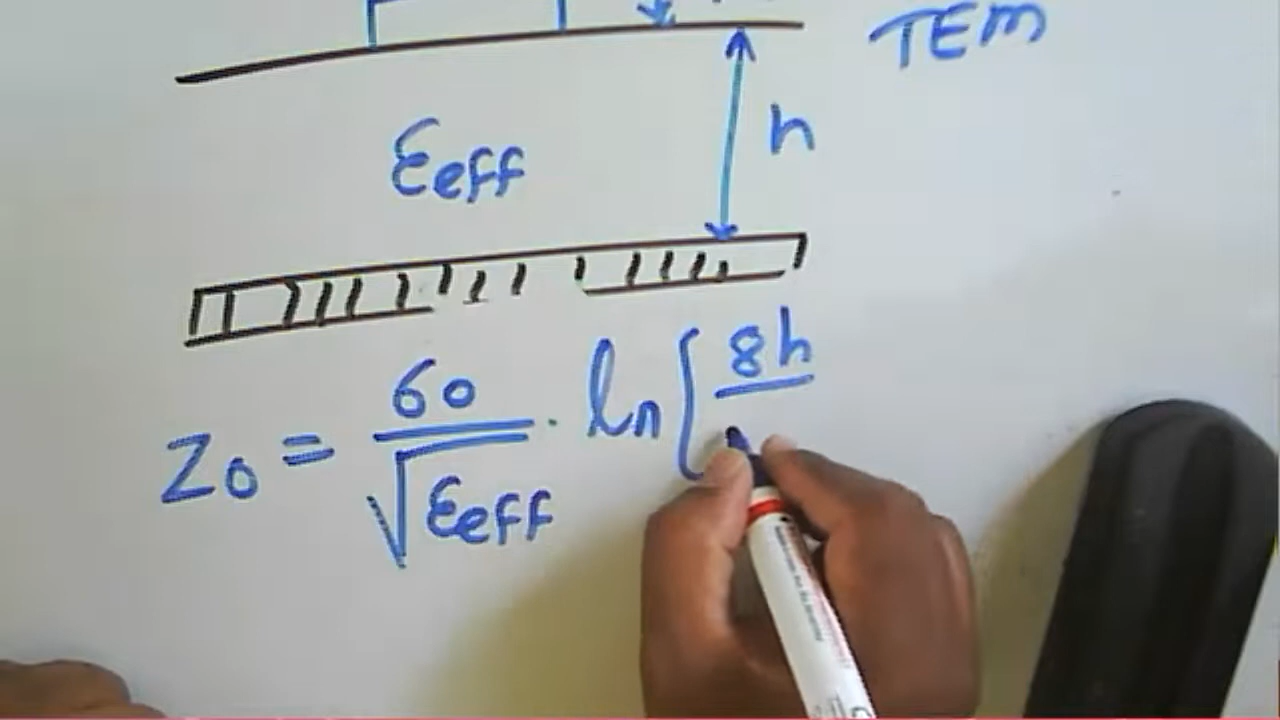 TEM
h
εeff
Z0 = 60/√εeff . ln[8h/